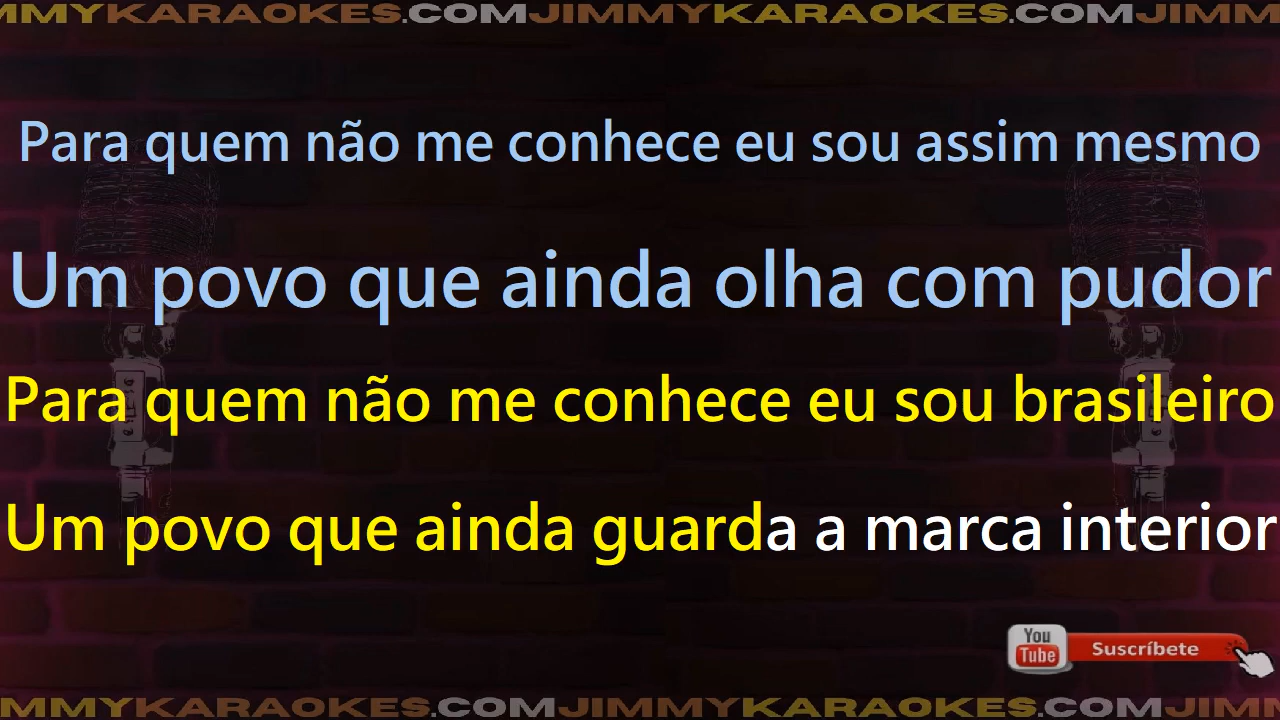 MMYKARAOKES.COMJIMMYKARAOKES.COMJIMM
Para quem não me conhece eu sou assim mesmo
Um povo que ainda olha com pudor
Para quem não me conhece eu sou brasileiro
Um povo que ainda guarda a marca interior
You
Tube
Suscríbete
MMYKARAOKES.COMJIMMYKARAOKES.COMJIMM